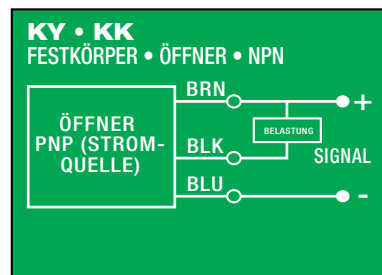 KY • KK
FESTKÖRPER • ÖFFNER • NPN
BRN
+
ÖFFNER
PNP (STROM-
QUELLE)
BELASTUNG
BLK
SIGNAL
BLU
-